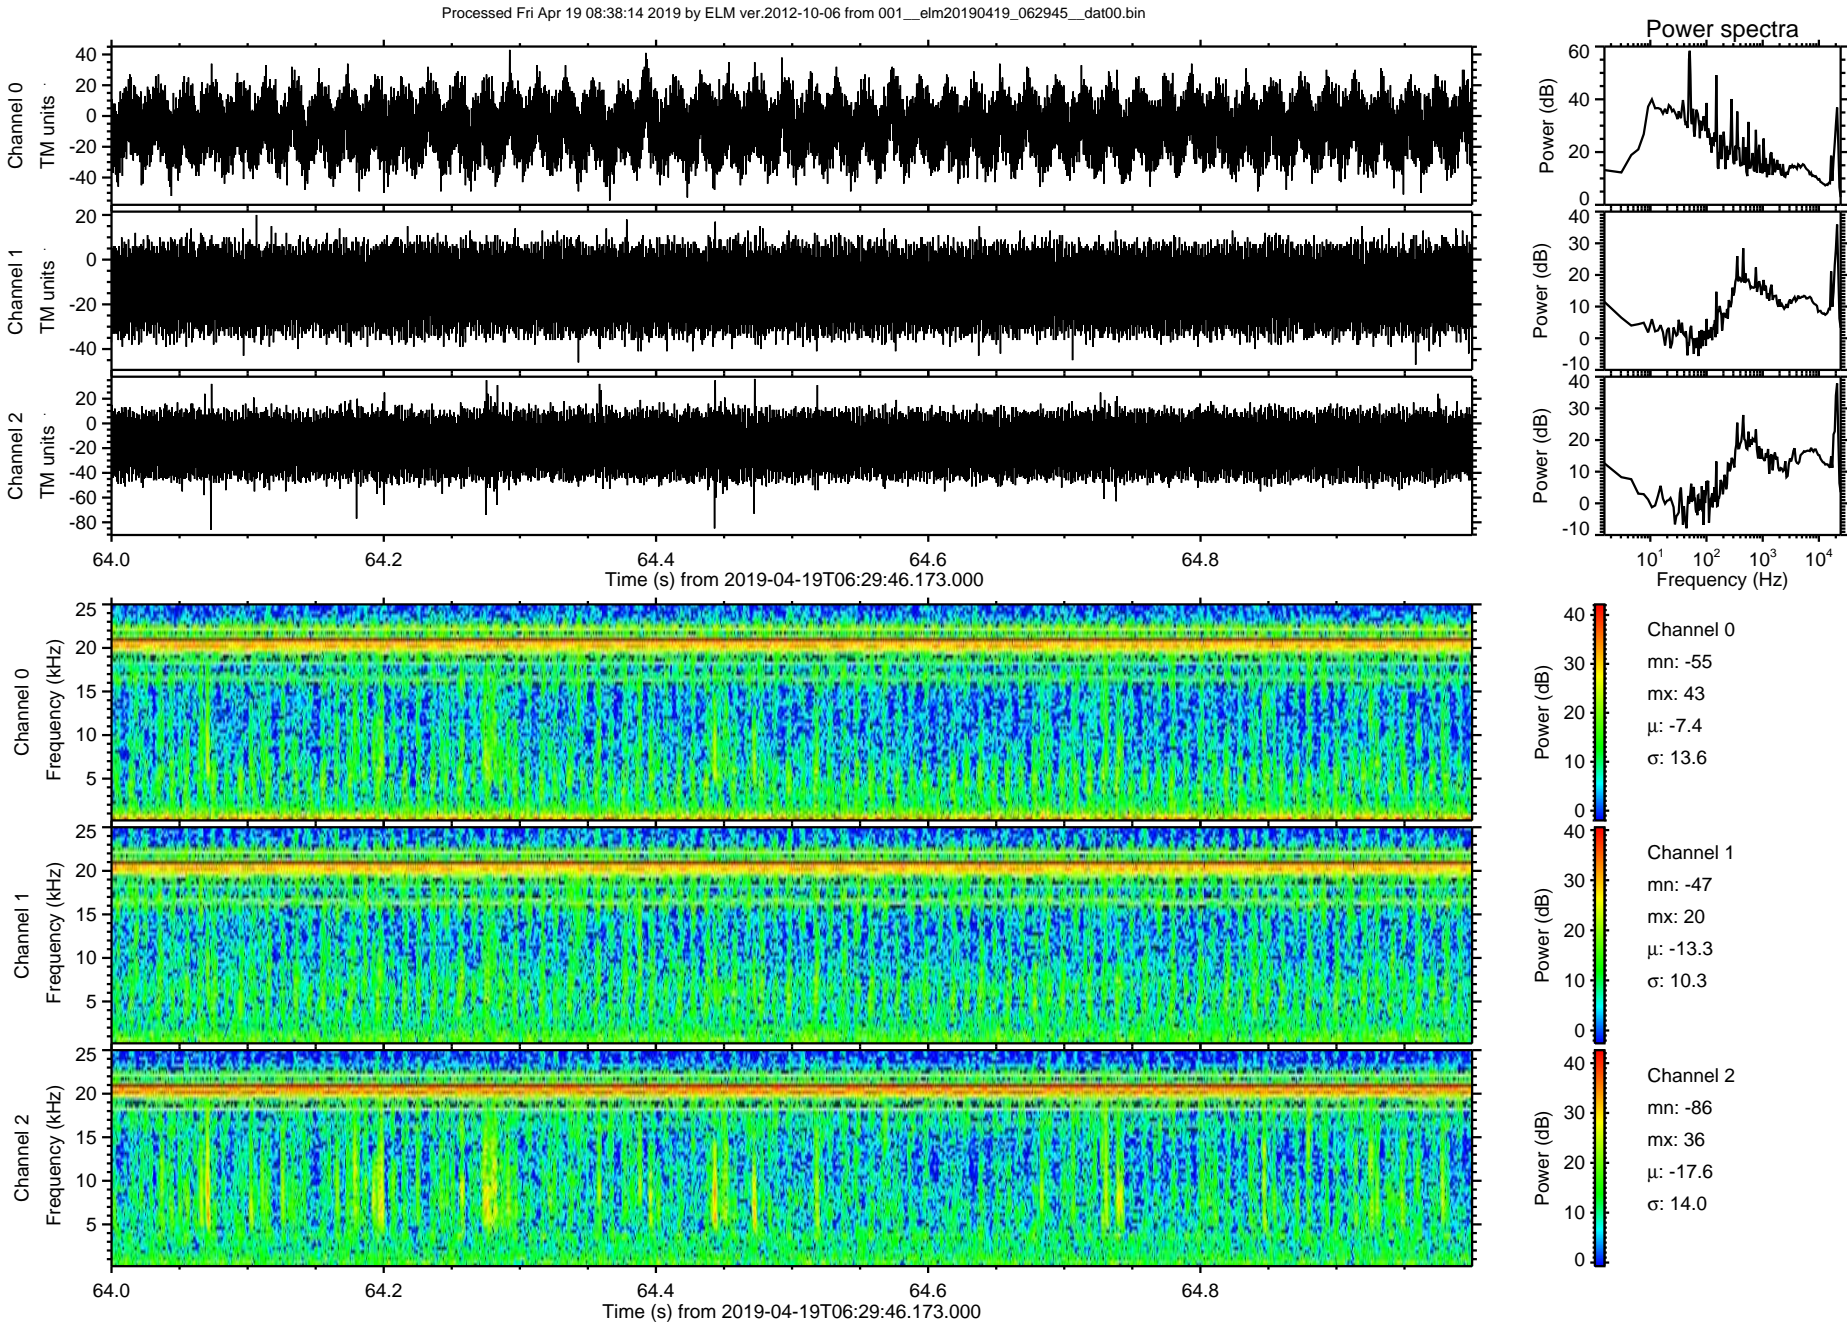 Processed Fri Apr 19 08:38:14 2019 by ELM ver.2012-10-06 from 001__elm20190419_062945__dat00.bin
Power spectra
Channel 0
TM units
40
20
0
-20
-40
Power (dB)
60
40
20
0
Channel 1
TM units
20
0
-20
-40
Power (dB)
40
30
20
10
0
-10
Channel 2
TM units
20
0
-20
-40
-60
-80
Power (dB)
40
30
20
10
0
-10
64.0 64.2 64.4 64.6 64.8
Time (s) from 2019-04-19T06:29:46.173.000
10^1 10^2 10^3 10^4
Frequency (Hz)
Channel 0
Frequency (kHz)
25
20
15
10
5
Power (dB)
40
30
20
10
0
Channel 0
mn: -55
mx: 43
μ: -7.4
σ: 13.6
Channel 1
Frequency (kHz)
25
20
15
10
5
Power (dB)
40
30
20
10
0
Channel 1
mn: -47
mx: 20
μ: -13.3
σ: 10.3
Channel 2
Frequency (kHz)
25
20
15
10
5
Power (dB)
40
30
20
10
0
Channel 2
mn: -86
mx: 36
μ: -17.6
σ: 14.0
64.0 64.2 64.4 64.6 64.8
Time (s) from 2019-04-19T06:29:46.173.000